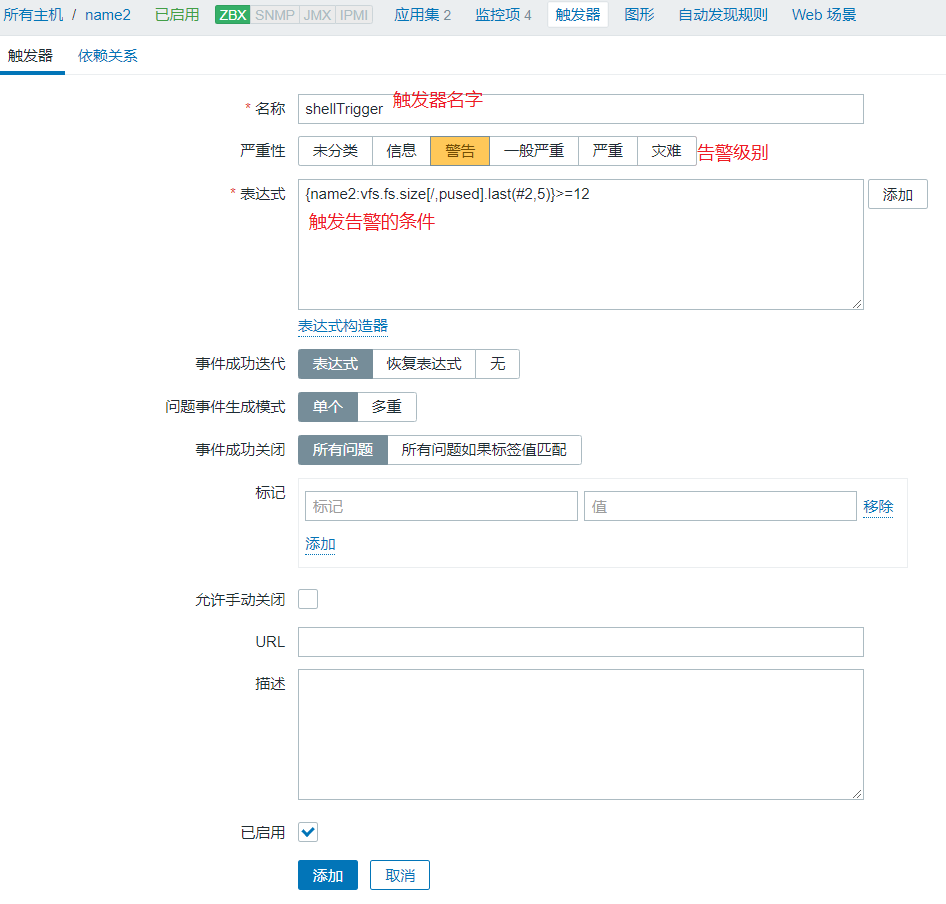 所有主机 / name2 已启用 ZBX SNMP JMX IPMI 应用集 2 监控项 4 触发器 图形 自动发现规则 Web 场景
触发器 依赖关系
* 名称 shellTrigger 触发器名字
严重性 未分类 信息 警告 一般严重 严重 灾难 告警级别
* 表达式 {name2:vfs.fs.size[/,pused].last(#2,5)}>=12 添加
触发告警的条件
表达式构造器
事件成功迭代 表达式 恢复表达式 无
问题事件生成模式 单个 多重
事件成功关闭 所有问题 所有问题如果标签值匹配
标记 标记 值 移除
添加
允许手动关闭
URL
描述
已启用
添加 取消